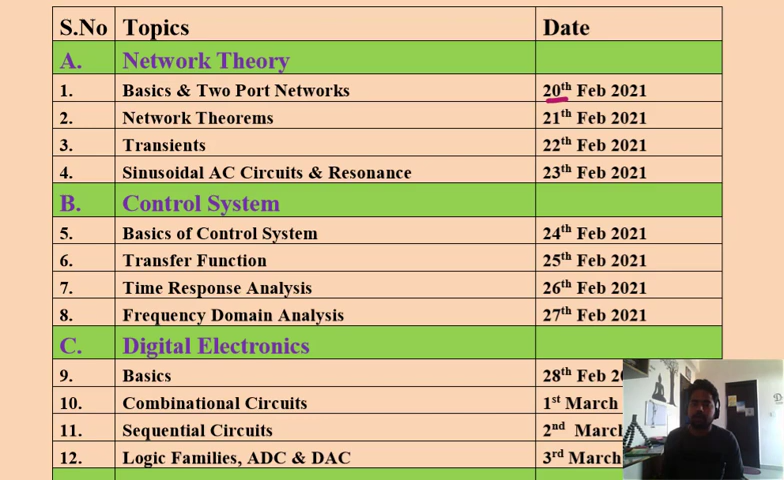 S.No Topics Date
A. Network Theory
1. Basics & Two Port Networks 20th Feb 2021
2. Network Theorems 21th Feb 2021
3. Transients 22th Feb 2021
4. Sinusoidal AC Circuits & Resonance 23th Feb 2021
B. Control System
5. Basics of Control System 24th Feb 2021
6. Transfer Function 25th Feb 2021
7. Time Response Analysis 26th Feb 2021
8. Frequency Domain Analysis 27th Feb 2021
C. Digital Electronics
9. Basics 28th Feb
10. Combinational Circuits 1st March
11. Sequential Circuits 2nd March
12. Logic Families, ADC & DAC 3rd March